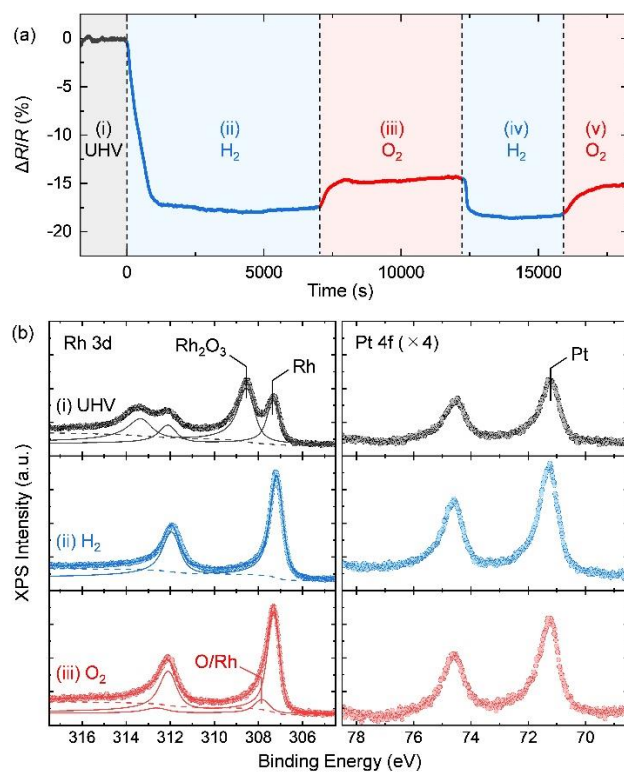 (a)
0
-5
-10
-15
-20
ΔR/R (%)
(i)
UHV
(ii)
H₂
(iii)
O₂
(iv)
H₂
(v)
O₂
0 5000 10000 15000
Time (s)
(b) Rh 3d
Rh₂O₃
Rh
Pt 4f (× 4)
Pt
(i) UHV
(ii) H₂
(iii) O₂
O/Rh
XPS Intensity (a.u.)
316 314 312 310 308 306 78 76 74 72 70
Binding Energy (eV)